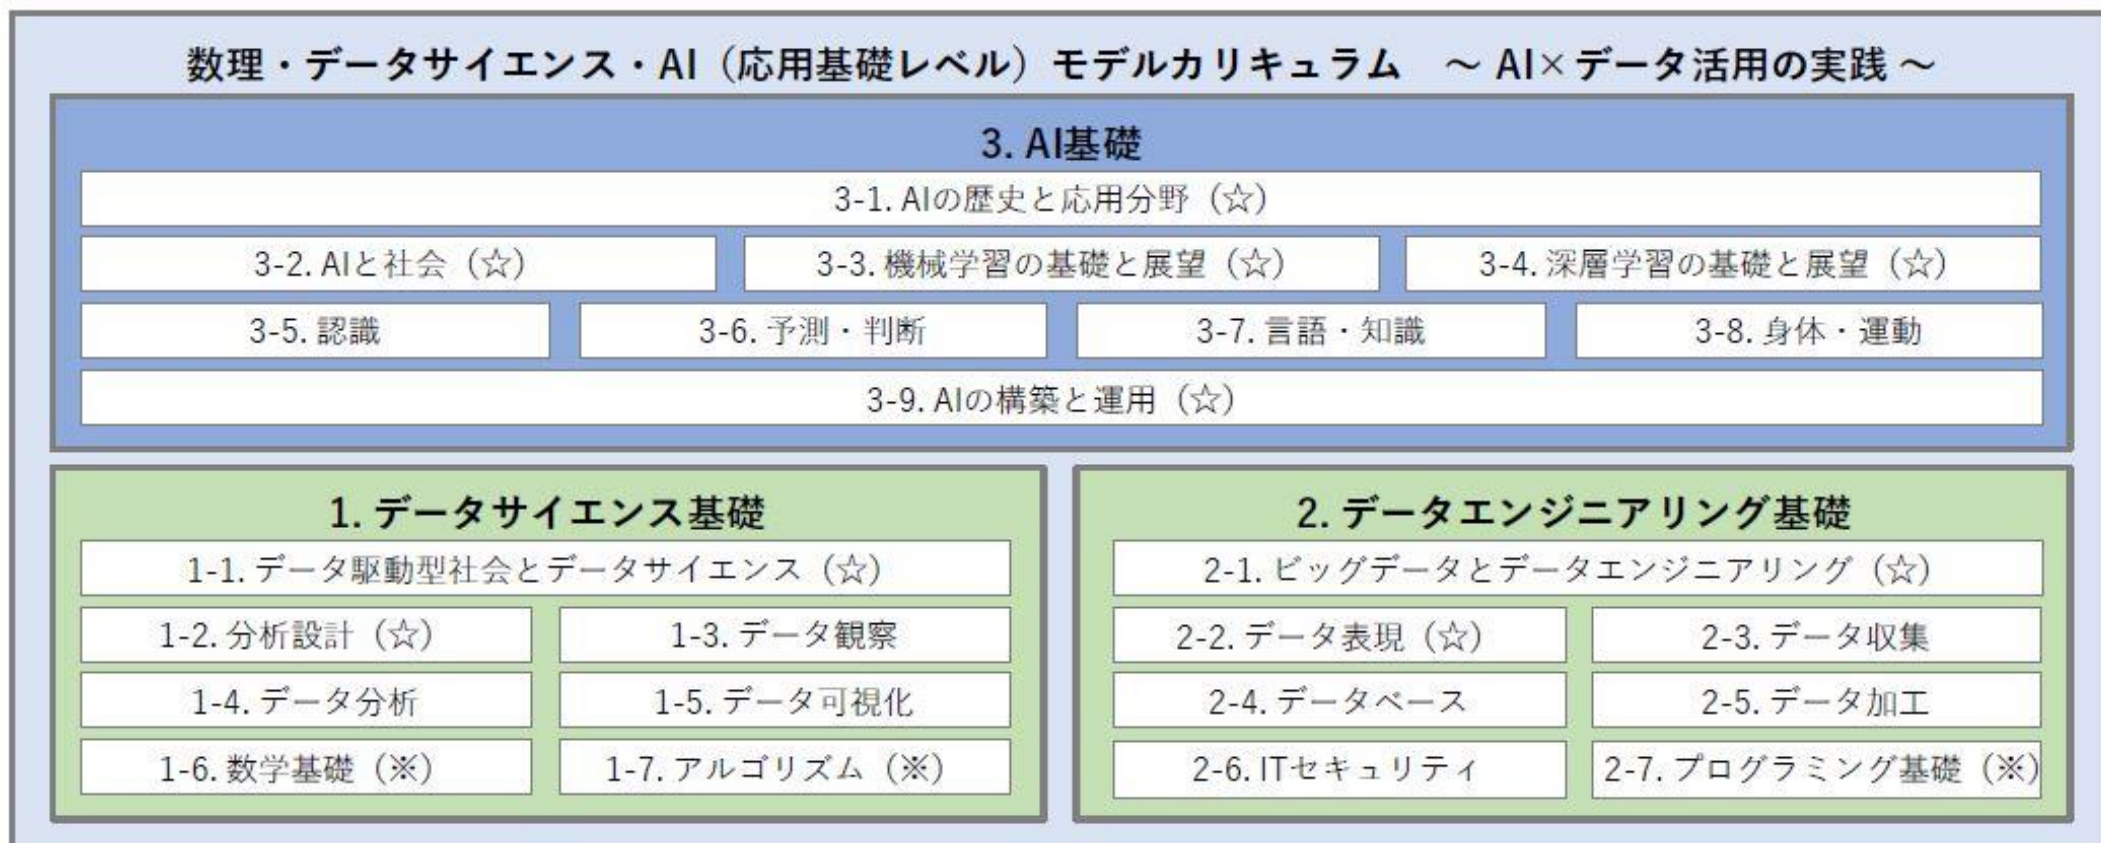 数理・データサイエンス・AI（応用基礎レベル）モデルカリキュラム　～ AI×データ活用の実践 ～
3. AI基礎
3-1. AIの歴史と応用分野（☆）
3-2. AIと社会（☆）
3-3. 機械学習の基礎と展望（☆）
3-4. 深層学習の基礎と展望（☆）
3-5. 認識
3-6. 予測・判断
3-7. 言語・知識
3-8. 身体・運動
3-9. AIの構築と運用（☆）
1. データサイエンス基礎
1-1. データ駆動型社会とデータサイエンス（☆）
1-2. 分析設計（☆）
1-3. データ観察
1-4. データ分析
1-5. データ可視化
1-6. 数学基礎（※）
1-7. アルゴリズム（※）
2. データエンジニアリング基礎
2-1. ビッグデータとデータエンジニアリング（☆）
2-2. データ表現（☆）
2-3. データ収集
2-4. データベース
2-5. データ加工
2-6. ITセキュリティ
2-7. プログラミング基礎（※）